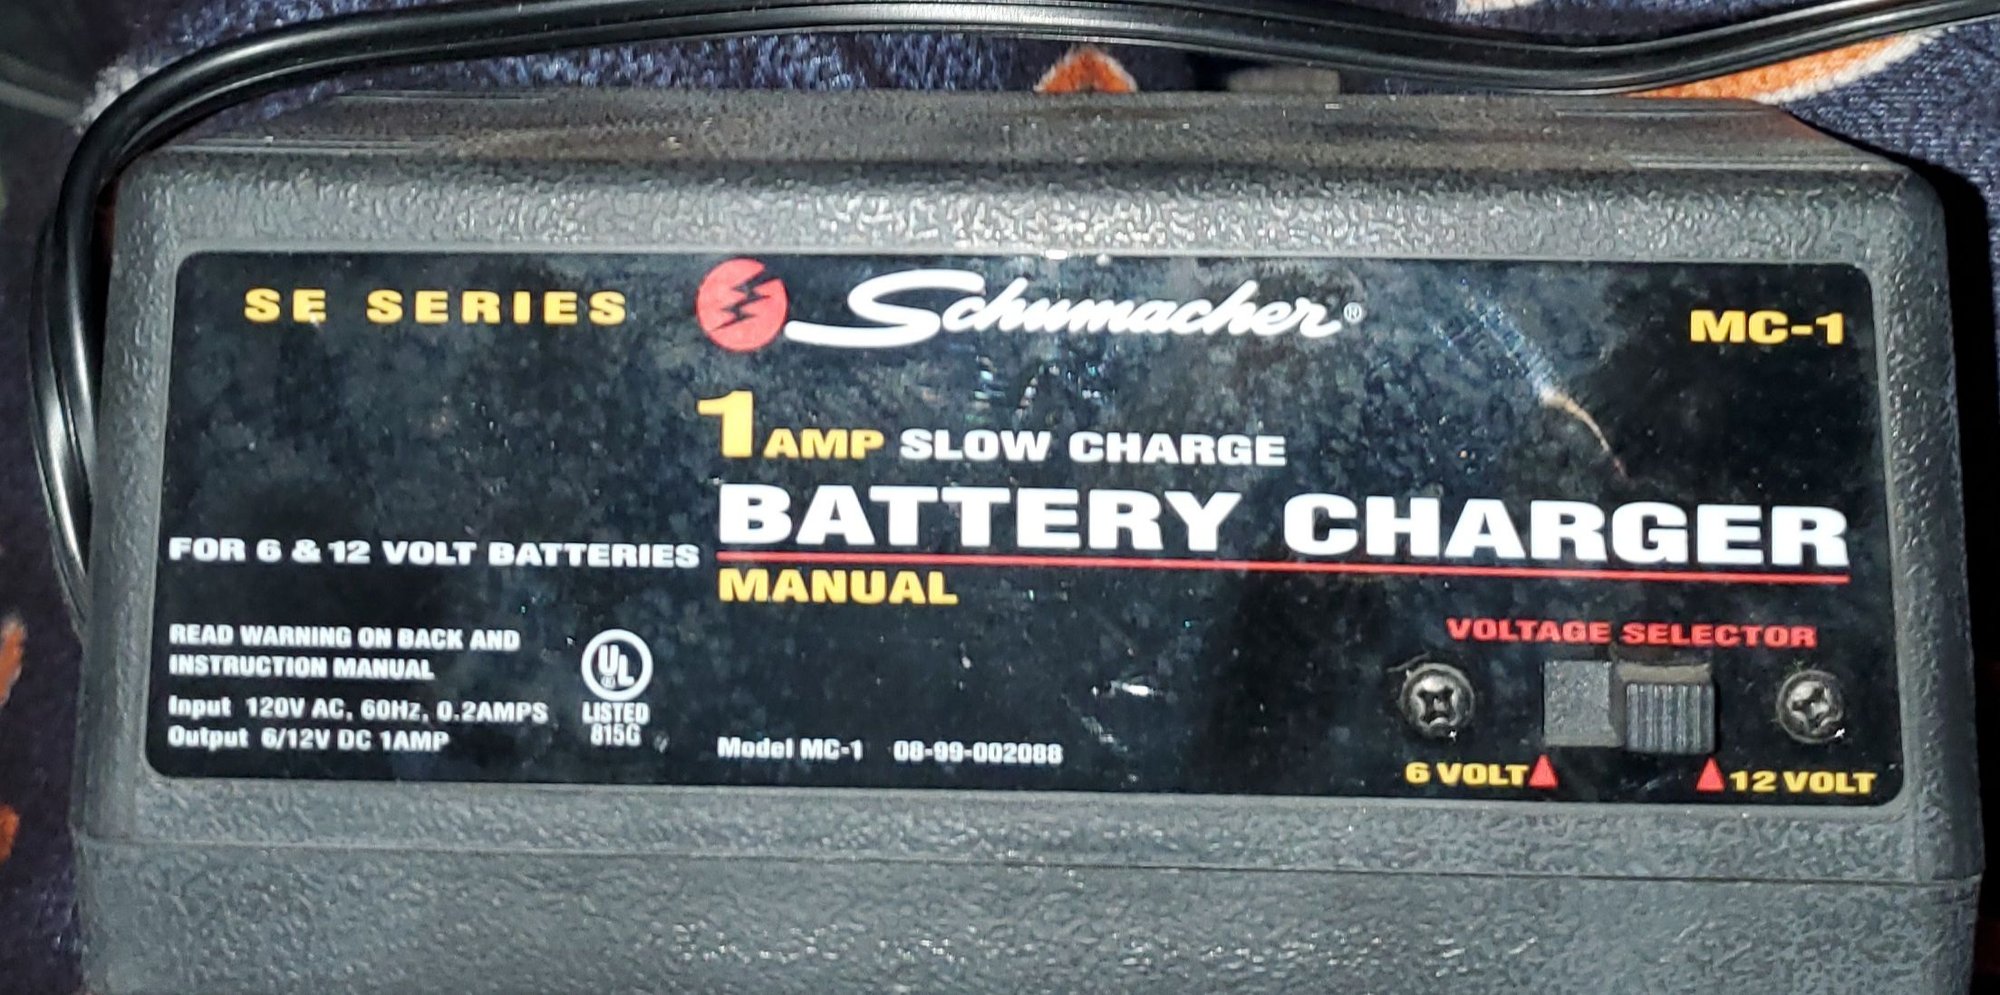 SE SERIES
Schumacher®
MC-1
1 AMP SLOW CHARGE
BATTERY CHARGER
MANUAL
FOR 6 & 12 VOLT BATTERIES
READ WARNING ON BACK AND
INSTRUCTION MANUAL
Input 120V AC, 60Hz, 0.2AMPS
Output 6/12V DC 1AMP
UL
LISTED
815G
Model MC-1 08-99-002088
VOLTAGE SELECTOR
6 VOLT
12 VOLT